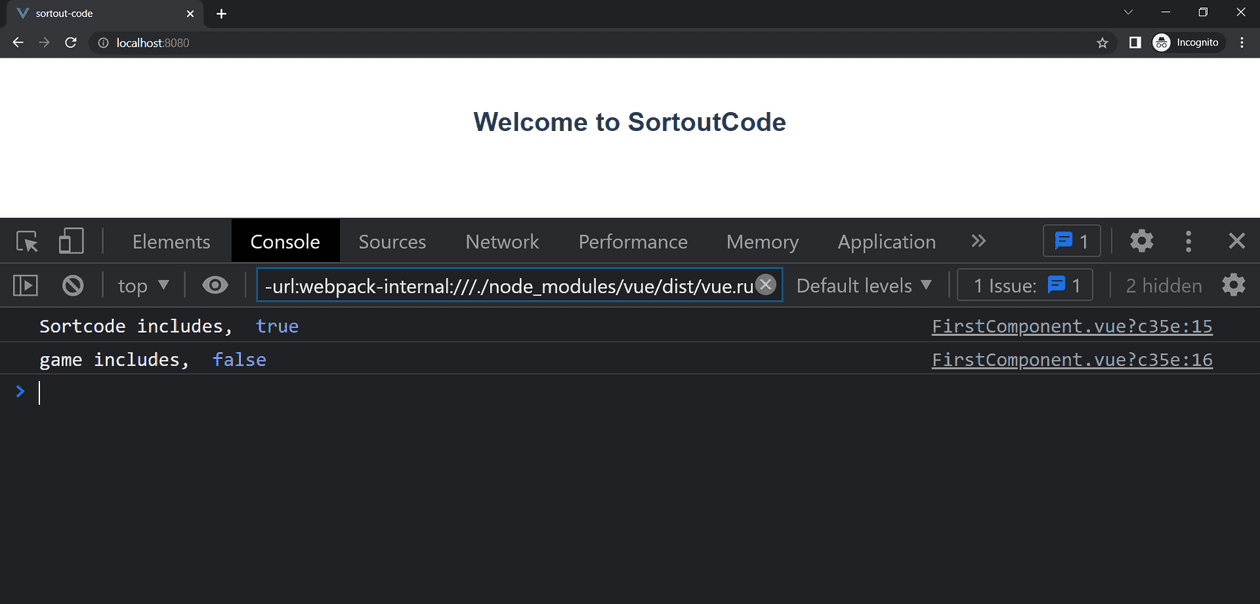 sortout-code
localhost:8080
Incognito
Welcome to SortoutCode
Elements Console Sources Network Performance Memory Application 1
top -url:webpack-internal:///./node_modules/vue/dist/vue.ru Default levels 1 Issue: 1 2 hidden
Sortcode includes, true FirstComponent.vue?c35e:15
game includes, false FirstComponent.vue?c35e:16